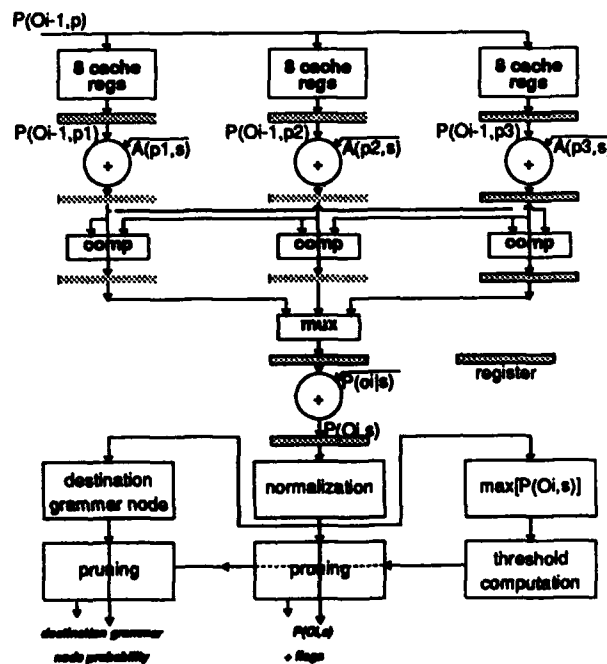 P(Oi-1,p)
8 cache regs
8 cache regs
8 cache regs
P(Oi-1,p1)
A(p1,s)
P(Oi-1,p2)
A(p2,s)
P(Oi-1,p3)
A(p3,s)
+
+
+
comp
comp
comp
mux
P(oi|s)
+
register
P(Oi,s)
destination
grammar node
normalization
max[P(Oi,s)]
pruning
pruning
threshold
computation
destination grammar
node probability
P(Oi,s)
+ flags